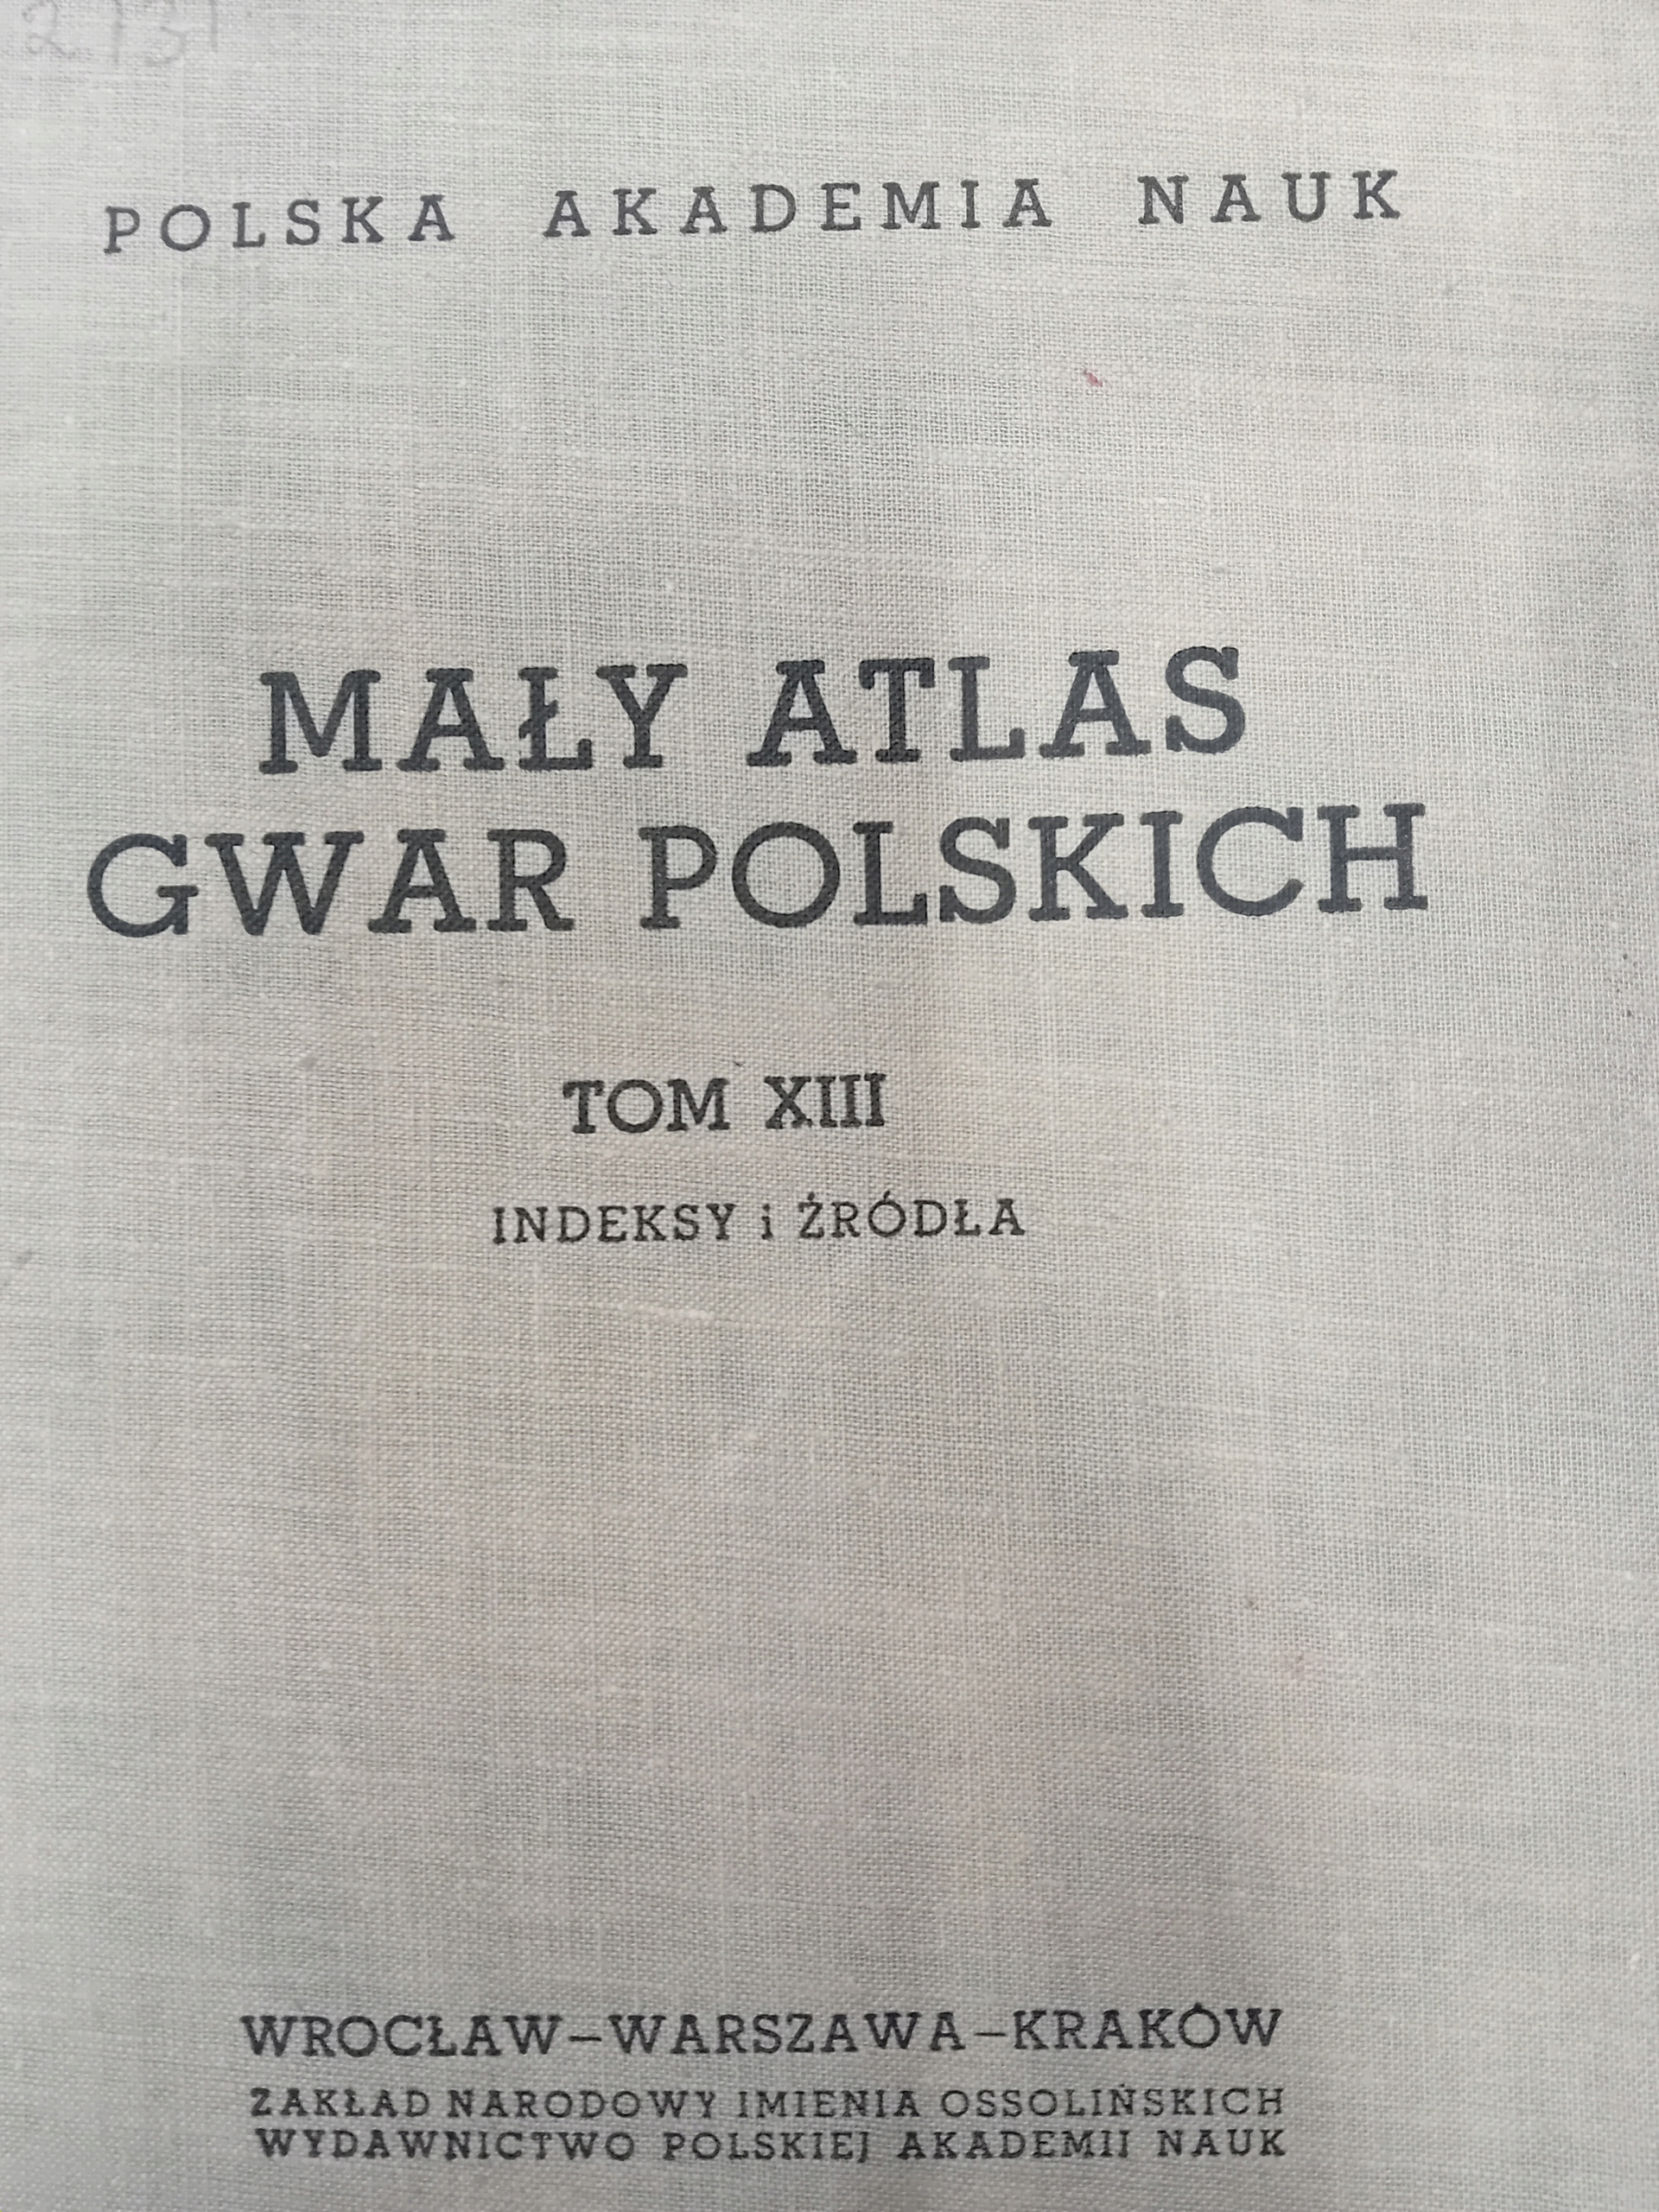 POLSKA AKADEMIA NAUK
MAŁY ATLAS
GWAR POLSKICH
TOM XIII
INDEKSY i ŹRÓDŁA
WROCŁAW–WARSZAWA–KRAKÓW
ZAKŁAD NARODOWY IMIENIA OSSOLIŃSKICH
WYDAWNICTWO POLSKIEJ AKADEMII NAUK